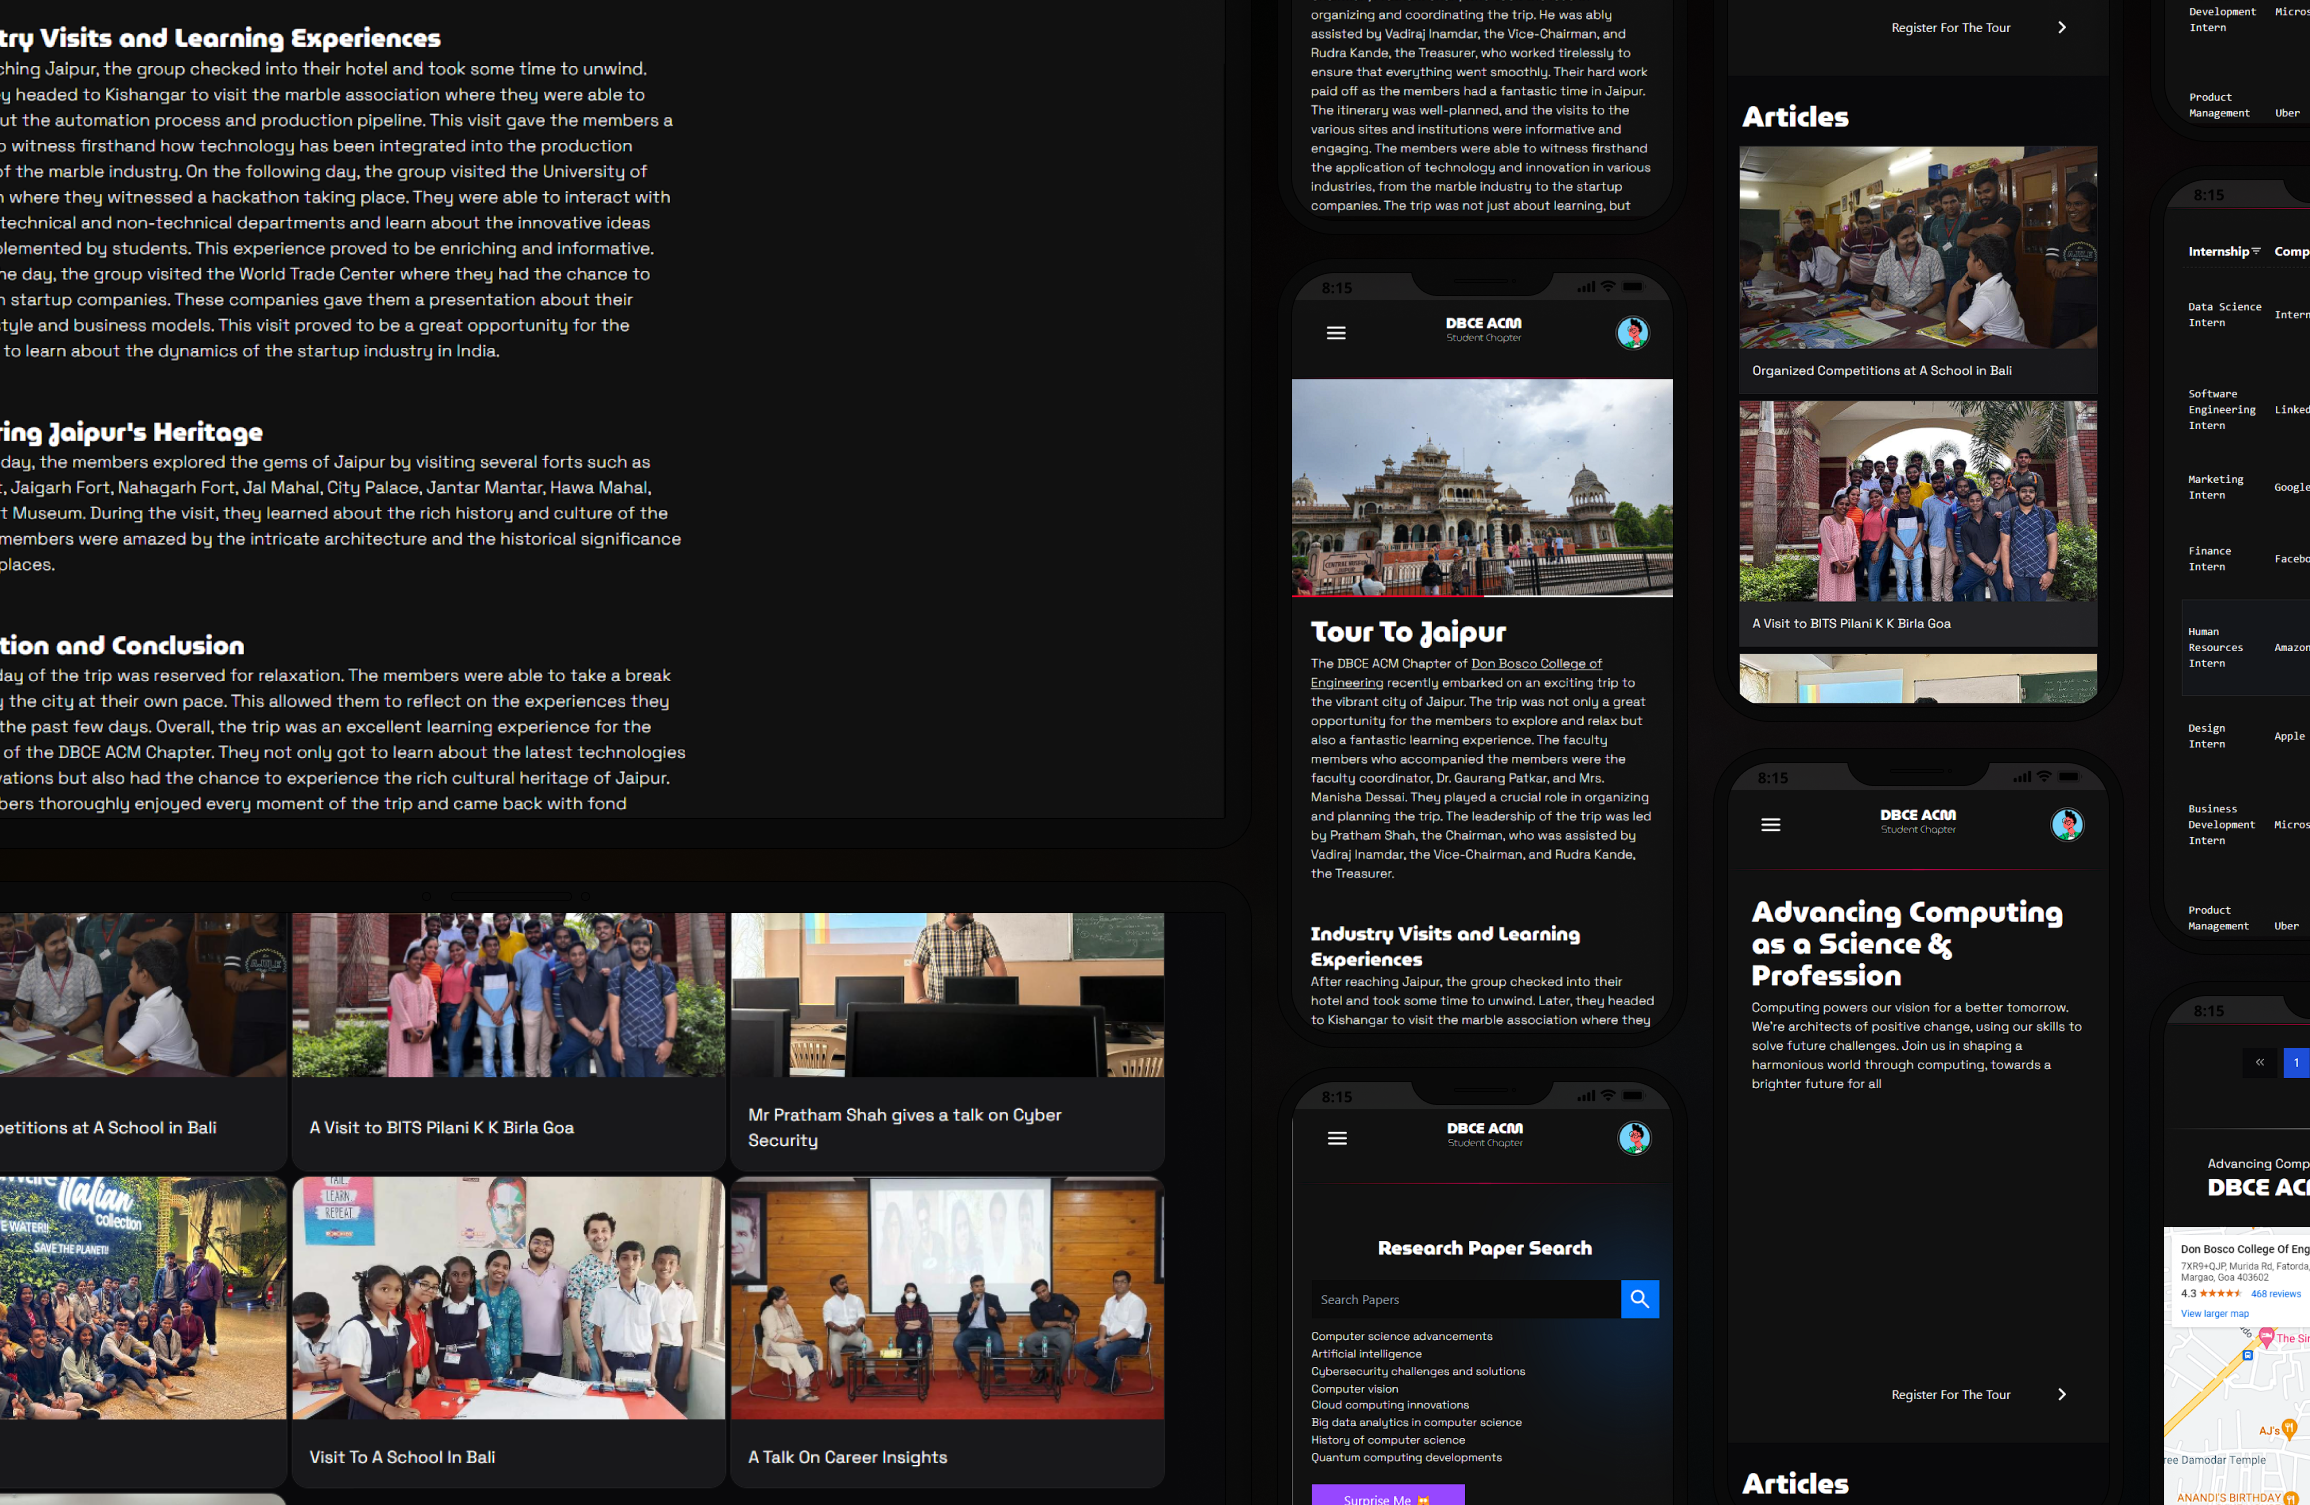 try Visits and Learning Experiences
ching Jaipur, the group checked into their hotel and took some time to unwind.
y headed to Kishangar to visit the marble association where they were able to
ut the automation process and production pipeline. This visit gave the members a
o witness firsthand how technology has been integrated into the production
of the marble industry. On the following day, the group visited the University of
n where they witnessed a hackathon taking place. They were able to interact with
technical and non-technical departments and learn about the innovative ideas
plemented by students. This experience proved to be enriching and informative.
ne day, the group visited the World Trade Center where they had the chance to
n startup companies. These companies gave them a presentation about their
style and business models. This visit proved to be a great opportunity for the
to learn about the dynamics of the startup industry in India.
ring Jaipur's Heritage
day, the members explored the gems of Jaipur by visiting several forts such as
t, Jaigarh Fort, Nahagarh Fort, Jal Mahal, City Palace, Jantar Mantar, Hawa Mahal,
t Museum. During the visit, they learned about the rich history and culture of the
members were amazed by the intricate architecture and the historical significance
places.
tion and Conclusion
day of the trip was reserved for relaxation. The members were able to take a break
y the city at their own pace. This allowed them to reflect on the experiences they
the past few days. Overall, the trip was an excellent learning experience for the
of the DBCE ACM Chapter. They not only got to learn about the latest technologies
vations but also had the chance to experience the rich cultural heritage of Jaipur.
bers thoroughly enjoyed every moment of the trip and came back with fond
petitions at A School in Bali
A Visit to BITS Pilani K K Birla Goa
Mr Pratham Shah gives a talk on Cyber
Security
Italian
collection
E WATER!!
SAVE THE PLANET!!
FAIL.
LEARN.
REPEAT.
Visit To A School In Bali
A Talk On Career Insights
organizing and coordinating the trip. He was ably
assisted by Vadiraj Inamdar, the Vice-Chairman, and
Rudra Kande, the Treasurer, who worked tirelessly to
ensure that everything went smoothly. Their hard work
paid off as the members had a fantastic time in Jaipur.
The itinerary was well-planned, and the visits to the
various sites and institutions were informative and
engaging. The members were able to witness firsthand
the application of technology and innovation in various
industries, from the marble industry to the startup
companies. The trip was not just about learning, but
8:15
DBCE ACM
Student Chapter
CENTRAL MUSEUM
Tour To Jaipur
The DBCE ACM Chapter of Don Bosco College of
Engineering recently embarked on an exciting trip to
the vibrant city of Jaipur. The trip was not only a great
opportunity for the members to explore and relax but
also a fantastic learning experience. The faculty
members who accompanied the members were the
faculty coordinator, Dr. Gaurang Patkar, and Mrs.
Manisha Dessai. They played a crucial role in organizing
and planning the trip. The leadership of the trip was led
by Pratham Shah, the Chairman, who was assisted by
Vadiraj Inamdar, the Vice-Chairman, and Rudra Kande,
the Treasurer.
Industry Visits and Learning
Experiences
After reaching Jaipur, the group checked into their
hotel and took some time to unwind. Later, they headed
to Kishangar to visit the marble association where they
8:15
DBCE ACM
Student Chapter
Research Paper Search
Search Papers
Computer science advancements
Artificial intelligence
Cybersecurity challenges and solutions
Computer vision
Cloud computing innovations
Big data analytics in computer science
History of computer science
Quantum computing developments
Surprise Me
Register For The Tour
Articles
Organized Competitions at A School in Bali
A Visit to BITS Pilani K K Birla Goa
8:15
DBCE ACM
Student Chapter
Advancing Computing
as a Science &
Profession
Computing powers our vision for a better tomorrow.
We're architects of positive change, using our skills to
solve future challenges. Join us in shaping a
harmonious world through computing, towards a
brighter future for all
Register For The Tour
Articles
Development Micros
Intern
Product
Management Uber
8:15
Internship Comp
Data Science
Intern Intern
Software
Engineering Linked
Intern
Marketing
Intern Google
Finance
Intern Facebo
Human
Resources Amazon
Intern
Design
Intern Apple
Business
Development Micros
Intern
Product
Management Uber
8:15
« 1
Advancing Comp
DBCE ACM
Don Bosco College Of Eng
7XR9+QJP, Murida Rd, Fatorda,
Margao, Goa 403602
4.3 468 reviews
View larger map
The Sir
AJ's
ree Damodar Temple
ANANDI'S BIRTHDAY